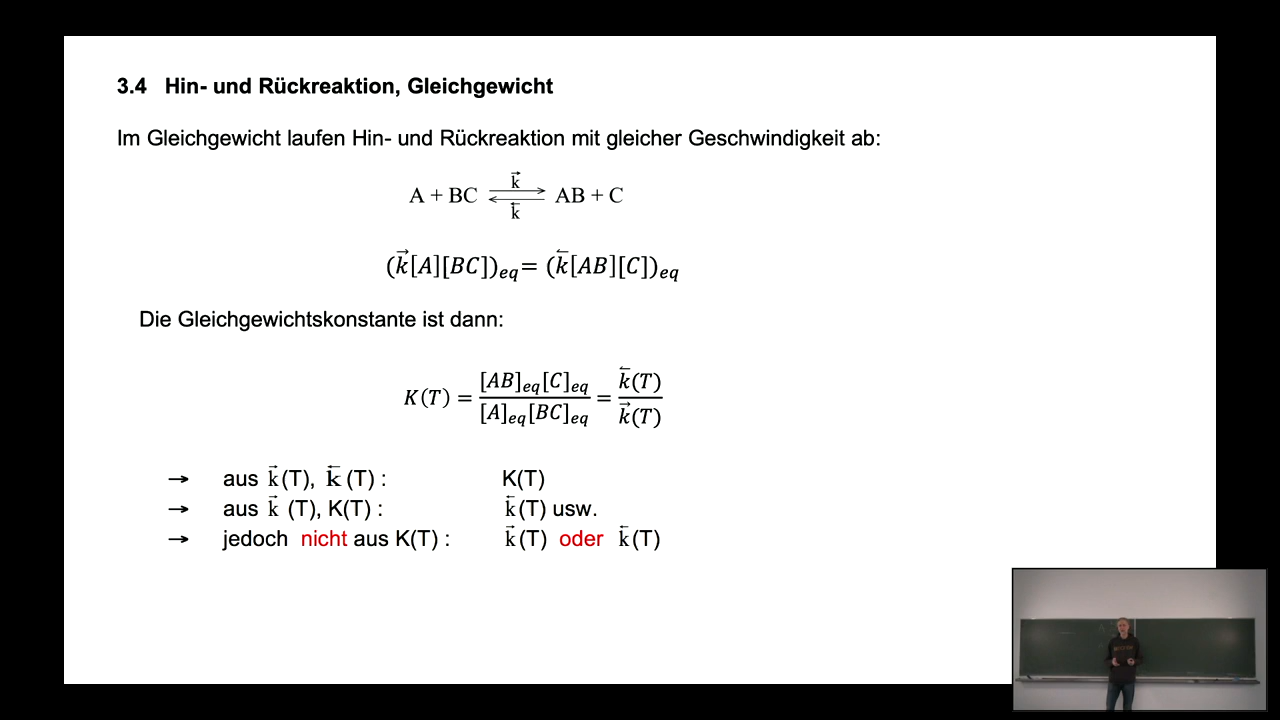 3.4 Hin- und Rückreaktion, Gleichgewicht
Im Gleichgewicht laufen Hin- und Rückreaktion mit gleicher Geschwindigkeit ab:
k⃗
A + BC ⇌ AB + C
k⃖
(k⃗[A][BC])eq = (k⃖[AB][C])eq
Die Gleichgewichtskonstante ist dann:
K(T) = [AB]eq[C]eq / [A]eq[BC]eq = k⃖(T) / k⃗(T)
→ aus k⃗(T), k⃖ (T) : K(T)
→ aus k⃗ (T), K(T) : k⃖(T) usw.
→ jedoch nicht aus K(T) : k⃗(T) oder k⃖(T)